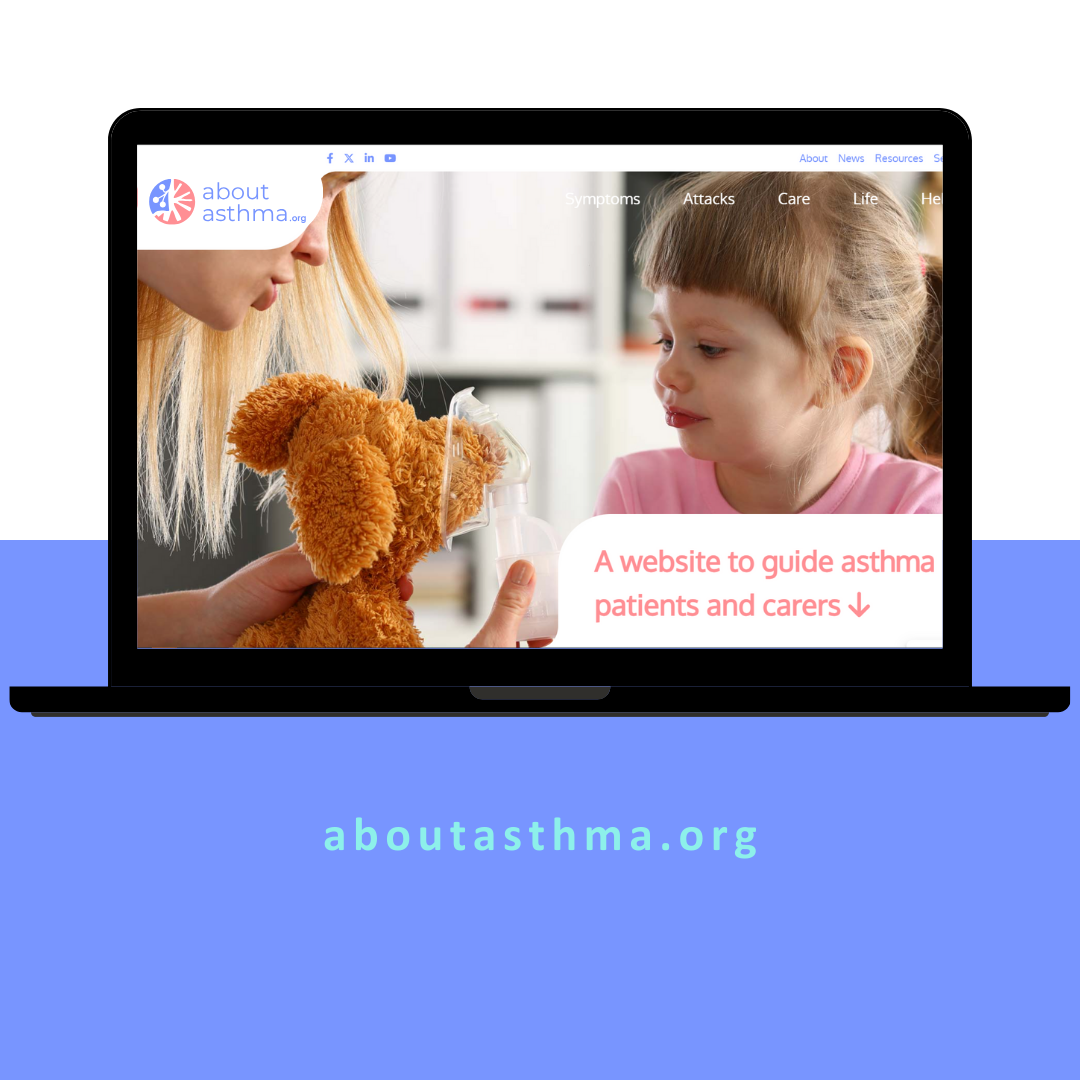 About News Resources
about
asthma.org
Symptoms Attacks Care Life
A website to guide asthma
patients and carers
aboutasthma.org